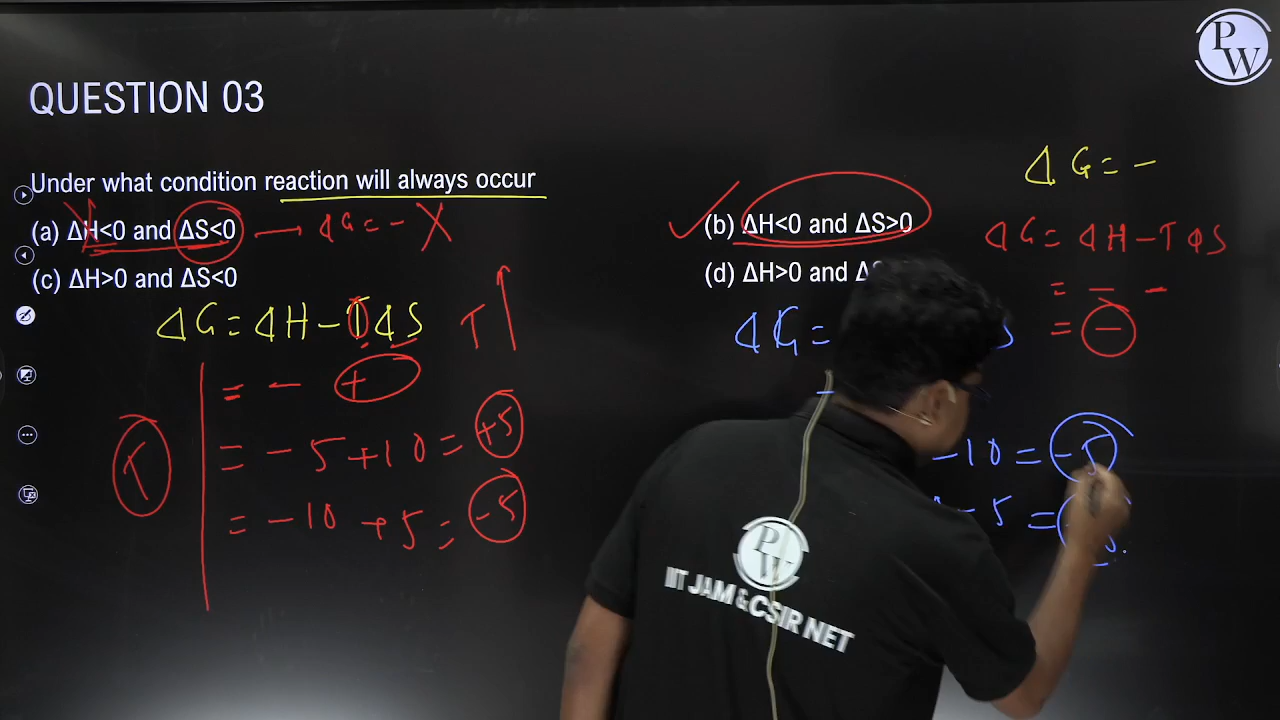 PW
QUESTION 03
Under what condition reaction will always occur
(a) ΔH<0 and ΔS<0 → ΔG = - X
(b) ΔH<0 and ΔS>0
(c) ΔH>0 and ΔS<0
(d) ΔH>0 and
ΔG = -
ΔG = ΔH - TΔS
= - -
= -
ΔG = ΔH - TΔS T↑
= - +
= - 5 + 10 = +5
= - 10 + 5 = -5
T
ΔG =
S
-
- 10 = -5
- 5 =
PW
IIT JAM & CSIR NET